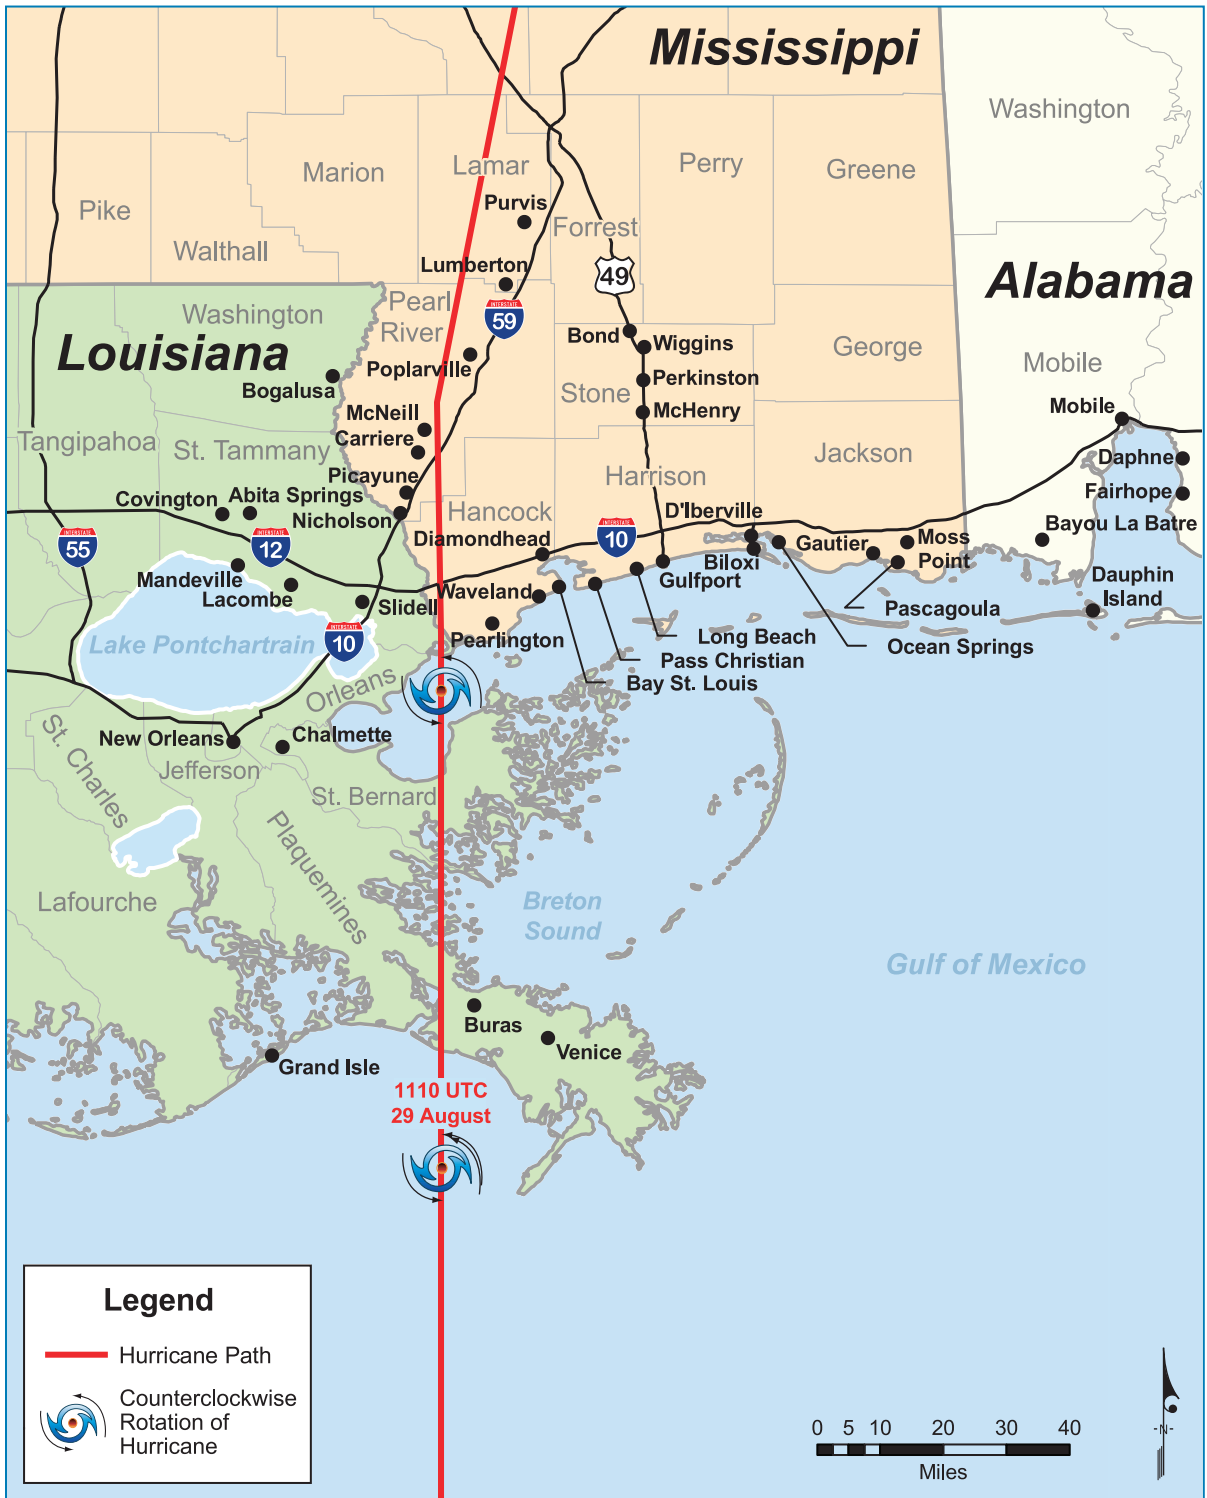 Mississippi
Washington
Marion
Lamar
Perry
Greene
Pike
Purvis
Forrest
Walthall
Lumberton
49
Alabama
Pearl
River
INTERSTATE
59
Washington
Louisiana
Bond
Wiggins
George
Mobile
Poplarville
Bogalusa
Perkinston
Stone
McNeill
McHenry
Mobile
Carriere
Tangipahoa
St. Tammany
Jackson
Daphne
Picayune
Harrison
Covington
Abita Springs
Fairhope
Nicholson
Hancock
D'Iberville
Bayou La Batre
INTERSTATE
55
INTERSTATE
12
Diamondhead
INTERSTATE
10
Biloxi
Gautier
Moss
Point
Mandeville
Gulfport
Dauphin
Island
Lacombe
Slidell
Waveland
Pascagoula
Lake Pontchartrain
INTERSTATE
10
Pearlington
Long Beach
Ocean Springs
Pass Christian
Bay St. Louis
Orleans
New Orleans
Chalmette
St. Charles
Jefferson
St. Bernard
Plaquemines
Lafourche
Breton
Sound
Gulf of Mexico
Buras
Venice
Grand Isle
1110 UTC
29 August
Legend
Hurricane Path
Counterclockwise
Rotation of
Hurricane
0 5 10 20 30 40
Miles
-N-